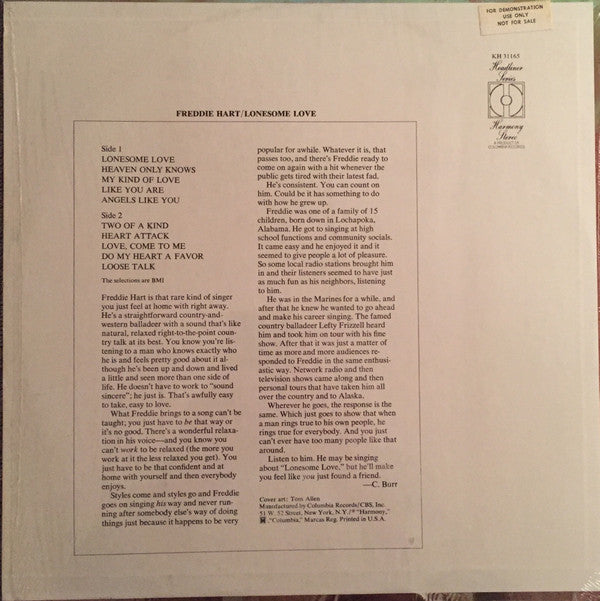 FOR DEMONSTRATION
USE ONLY
NOT FOR SALE
KH 31165
Headliner
Series
Harmony
Stereo
A PRODUCT OF
COLUMBIA RECORDS
FREDDIE HART/LONESOME LOVE
Side 1
LONESOME LOVE
HEAVEN ONLY KNOWS
MY KIND OF LOVE
LIKE YOU ARE
ANGELS LIKE YOU
Side 2
TWO OF A KIND
HEART ATTACK
LOVE, COME TO ME
DO MY HEART A FAVOR
LOOSE TALK
The selections are BMI
Freddie Hart is that rare kind of singer
you just feel at home with right away.
He's a straightforward country-and-
western balladeer with a sound that's like
natural, relaxed right-to-the-point coun-
try talk at its best. You know you're lis-
tening to a man who knows exactly who
he is and feels pretty good about it al-
though he's been up and down and lived
a little and seen more than one side of
life. He doesn't have to work to "sound
sincere"; he just is. That's awfully easy
to take, easy to love.
What Freddie brings to a song can't be
taught; you just have to be that way or
it's no good. There's a wonderful relaxa-
tion in his voice—and you know you
can't work to be relaxed (the more you
work at it the less relaxed you get). You
just have to be that confident and at
home with yourself and then everybody
enjoys.
Styles come and styles go and Freddie
goes on singing his way and never run-
ning after somebody else's way of doing
things just because it happens to be very
popular for awhile. Whatever it is, that
passes too, and there's Freddie ready to
come on again with a hit whenever the
public gets tired with their latest fad.
He's consistent. You can count on
him. Could be it has something to do
with how he grew up.
Freddie was one of a family of 15
children, born down in Lochapoka,
Alabama. He got to singing at high
school functions and community socials.
It came easy and he enjoyed it and it
seemed to give people a lot of pleasure.
So some local radio stations brought him
in and their listeners seemed to have just
as much fun as his neighbors, listening
to him.
He was in the Marines for a while, and
after that he knew he wanted to go ahead
and make his career singing. The famed
country balladeer Lefty Frizzell heard
him and took him on tour with his fine
show. After that it was just a matter of
time as more and more audiences re-
sponded to Freddie in the same enthusi-
astic way. Network radio and then
television shows came along and then
personal tours that have taken him all
over the country and to Alaska.
Wherever he goes, the response is the
same. Which just goes to show that when
a man rings true to his own people, he
rings true for everybody. And you just
can't ever have too many people like that
around.
Listen to him. He may be singing
about "Lonesome Love," but he'll make
you feel like you just found a friend.
—C. Burr
Cover art: Tom Allen
Manufactured by Columbia Records/CBS, Inc.
51 W. 52 Street, New York, N.Y./® "Harmony,"
"Columbia," Marcas Reg. Printed in U.S.A.